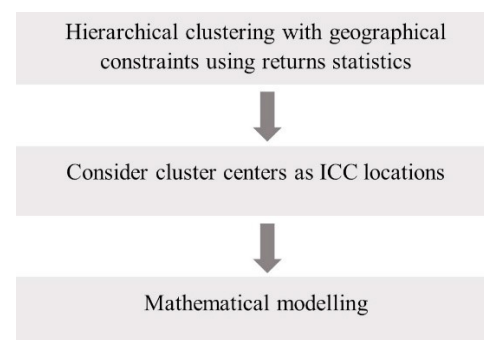 Hierarchical clustering with geographical
constraints using returns statistics
Consider cluster centers as ICC locations
Mathematical modelling